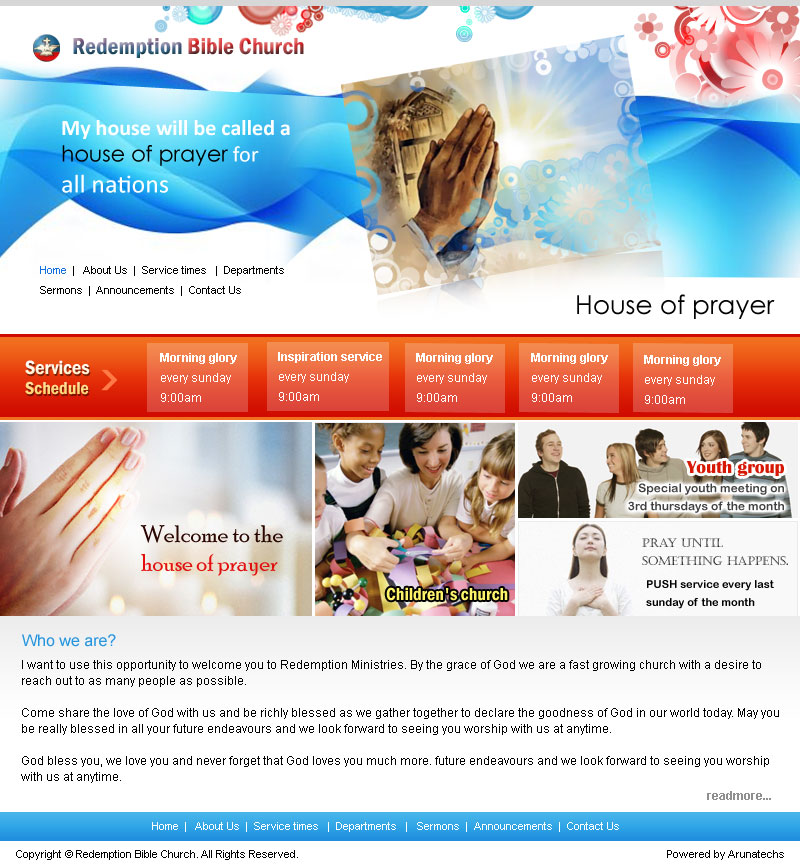 Redemption Bible Church
My house will be called a
house of prayer for
all nations
Home | About Us | Service times | Departments
Sermons | Announcements | Contact Us
House of prayer
Services
Schedule
Morning glory
every sunday
9:00am
Inspiration service
every sunday
9:00am
Morning glory
every sunday
9:00am
Morning glory
every sunday
9:00am
Morning glory
every sunday
9:00am
Welcome to the
house of prayer
Children's church
Youth group
Special youth meeting on
3rd thursdays of the month
PRAY UNTIL
SOMETHING HAPPENS.
PUSH service every last
sunday of the month
Who we are?
I want to use this opportunity to welcome you to Redemption Ministries. By the grace of God we are a fast growing church with a desire to
reach out to as many people as possible.
Come share the love of God with us and be richly blessed as we gather together to declare the goodness of God in our world today. May you
be really blessed in all your future endeavours and we look forward to seeing you worship with us at anytime.
God bless you, we love you and never forget that God loves you much more. future endeavours and we look forward to seeing you worship
with us at anytime.
readmore...
Home | About Us | Service times | Departments | Sermons | Announcements | Contact Us
Copyright © Redemption Bible Church. All Rights Reserved.
Powered by Arunatechs